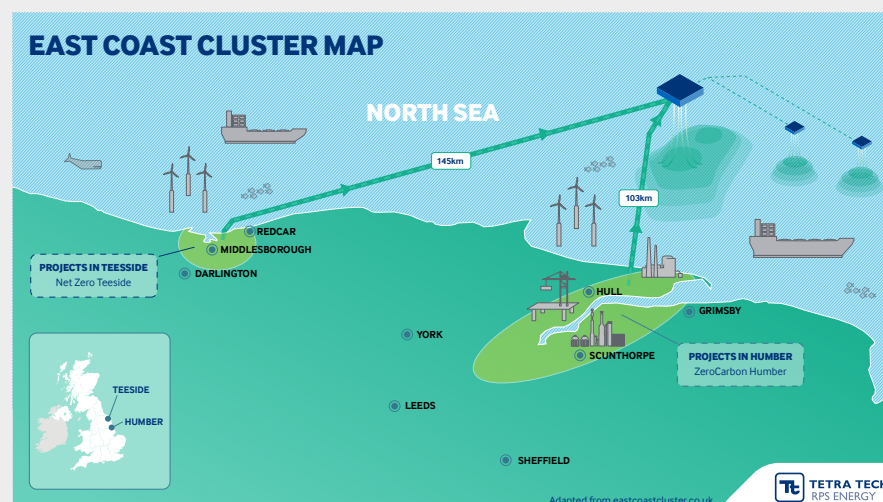 EAST COAST CLUSTER MAP
NORTH SEA
145km
103km
REDCAR
MIDDLESBOROUGH
PROJECTS IN TEESSIDE
Net Zero Teeside
DARLINGTON
HULL
GRIMSBY
YORK
SCUNTHORPE
PROJECTS IN HUMBER
ZeroCarbon Humber
TEESIDE
HUMBER
LEEDS
SHEFFIELD
Adapted from eastcoastcluster.co.uk
Tt
TETRA TECH
RPS ENERGY